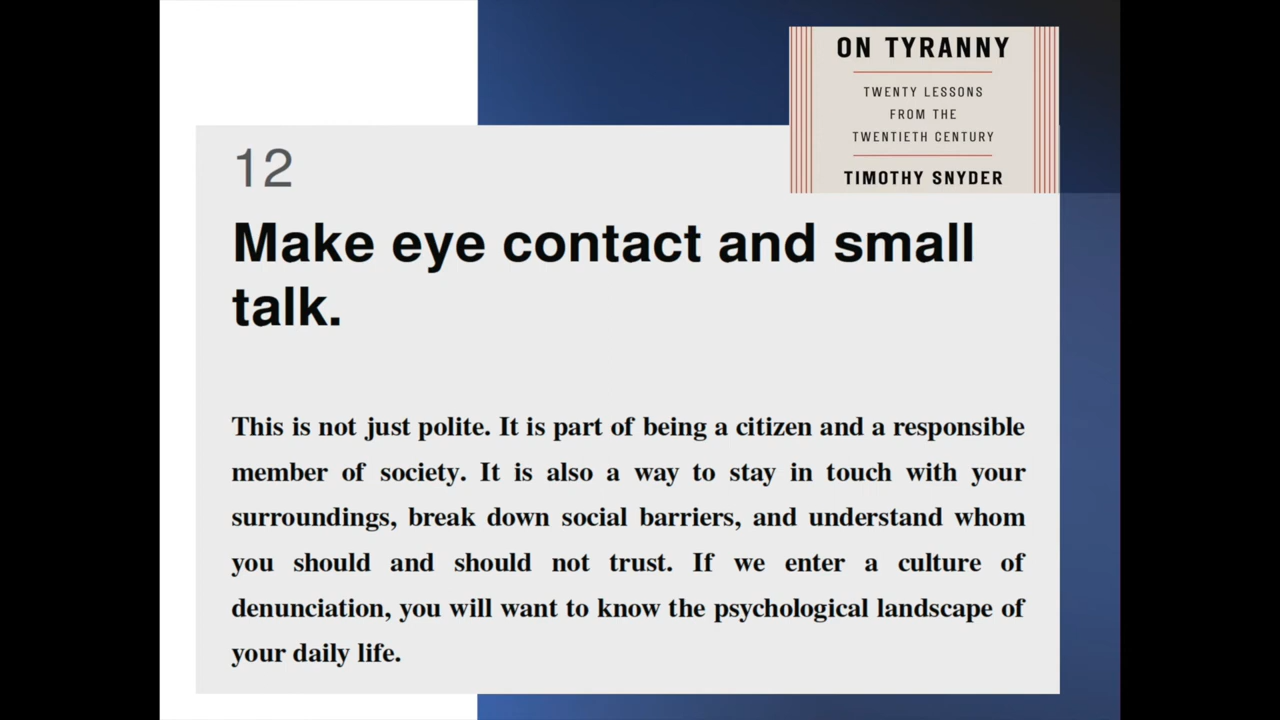 ON TYRANNY
TWENTY LESSONS
FROM THE
TWENTIETH CENTURY
TIMOTHY SNYDER
12
Make eye contact and small
talk.
This is not just polite. It is part of being a citizen and a responsible
member of society. It is also a way to stay in touch with your
surroundings, break down social barriers, and understand whom
you should and should not trust. If we enter a culture of
denunciation, you will want to know the psychological landscape of
your daily life.